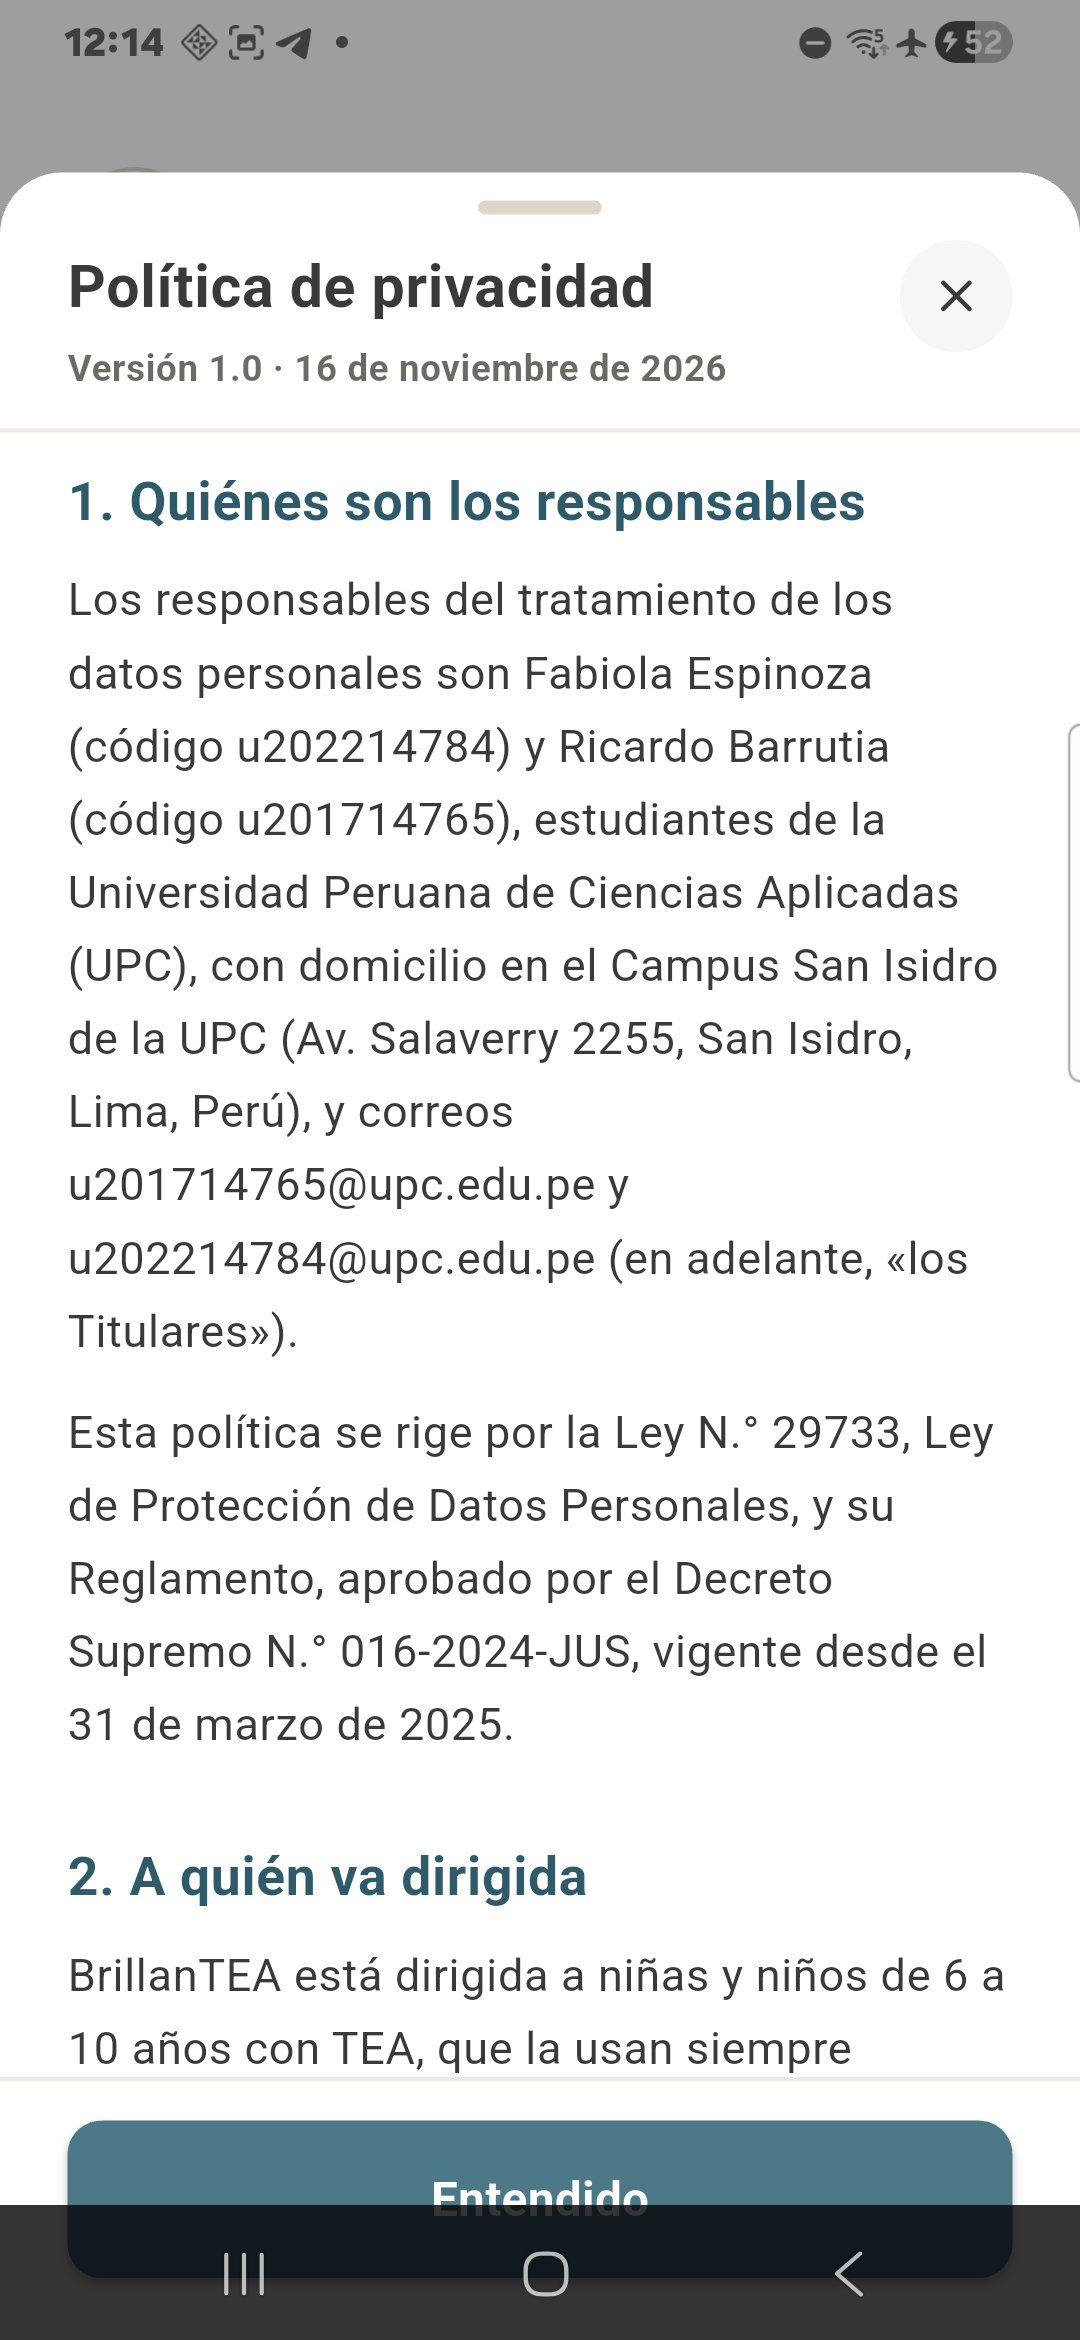 12:14
5
52
Política de privacidad
Versión 1.0 · 16 de noviembre de 2026
1. Quiénes son los responsables
Los responsables del tratamiento de los
datos personales son Fabiola Espinoza
(código u202214784) y Ricardo Barrutia
(código u201714765), estudiantes de la
Universidad Peruana de Ciencias Aplicadas
(UPC), con domicilio en el Campus San Isidro
de la UPC (Av. Salaverry 2255, San Isidro,
Lima, Perú), y correos
u201714765@upc.edu.pe y
u202214784@upc.edu.pe (en adelante, «los
Titulares»).
Esta política se rige por la Ley N.° 29733, Ley
de Protección de Datos Personales, y su
Reglamento, aprobado por el Decreto
Supremo N.° 016-2024-JUS, vigente desde el
31 de marzo de 2025.
2. A quién va dirigida
BrillanTEA está dirigida a niñas y niños de 6 a
10 años con TEA, que la usan siempre
Entendido